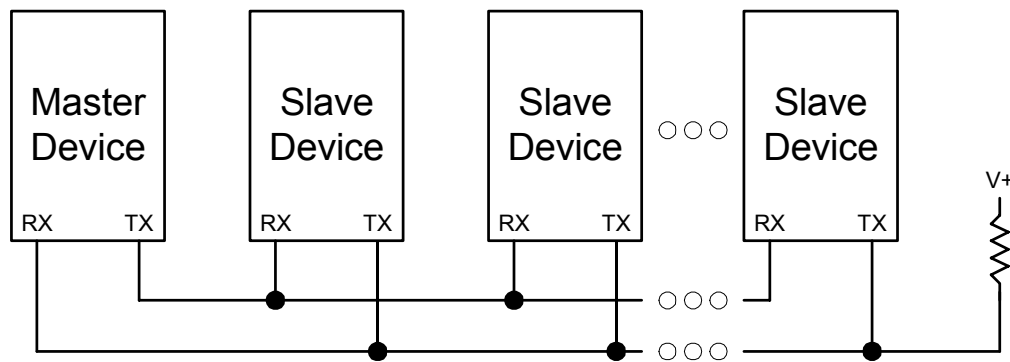 Master
Device
Slave
Device
Slave
Device
Slave
Device
V+
RX TX
RX TX
RX TX
RX TX